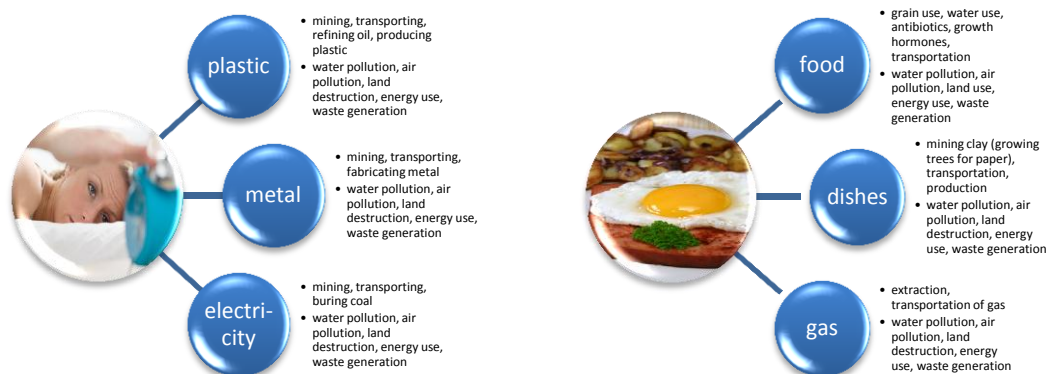 plastic
• mining, transporting,
refining oil, producing
plastic
• water pollution, air
pollution, land
destruction, energy use,
waste generation
metal
• mining, transporting,
fabricating metal
• water pollution, air
pollution, land
destruction, energy use,
waste generation
electri-
city
• mining, transporting,
buring coal
• water pollution, air
pollution, land
destruction, energy use,
waste generation
food
• grain use, water use,
antibiotics, growth
hormones,
transportation
• water pollution, air
pollution, land use,
energy use, waste
generation
dishes
• mining clay (growing
trees for paper),
transportation,
production
• water pollution, air
pollution, land
destruction, energy
use, waste generation
gas
• extraction,
transportation of gas
• water pollution, air
pollution, land
destruction, energy
use, waste generation